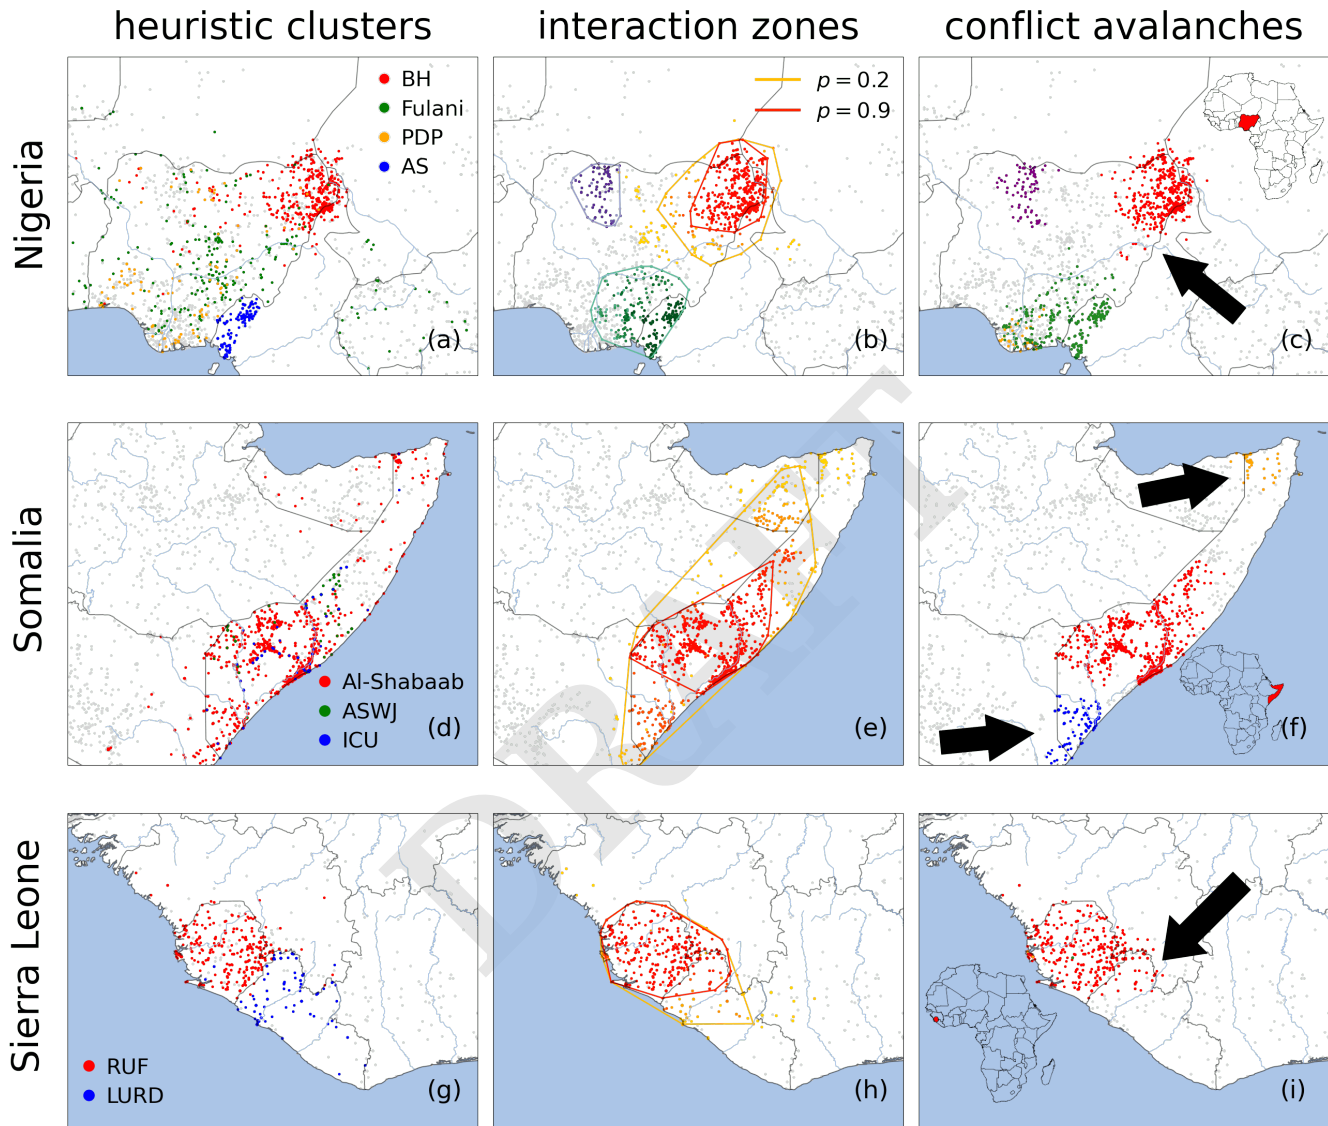 heuristic clusters
interaction zones
conflict avalanches
Nigeria
BH
Fulani
PDP
AS
(a)
p = 0.2
p = 0.9
(b)
(c)
Somalia
Al-Shabaab
ASWJ
ICU
(d)
(e)
(f)
Sierra Leone
RUF
LURD
(g)
(h)
(i)
DRAFT